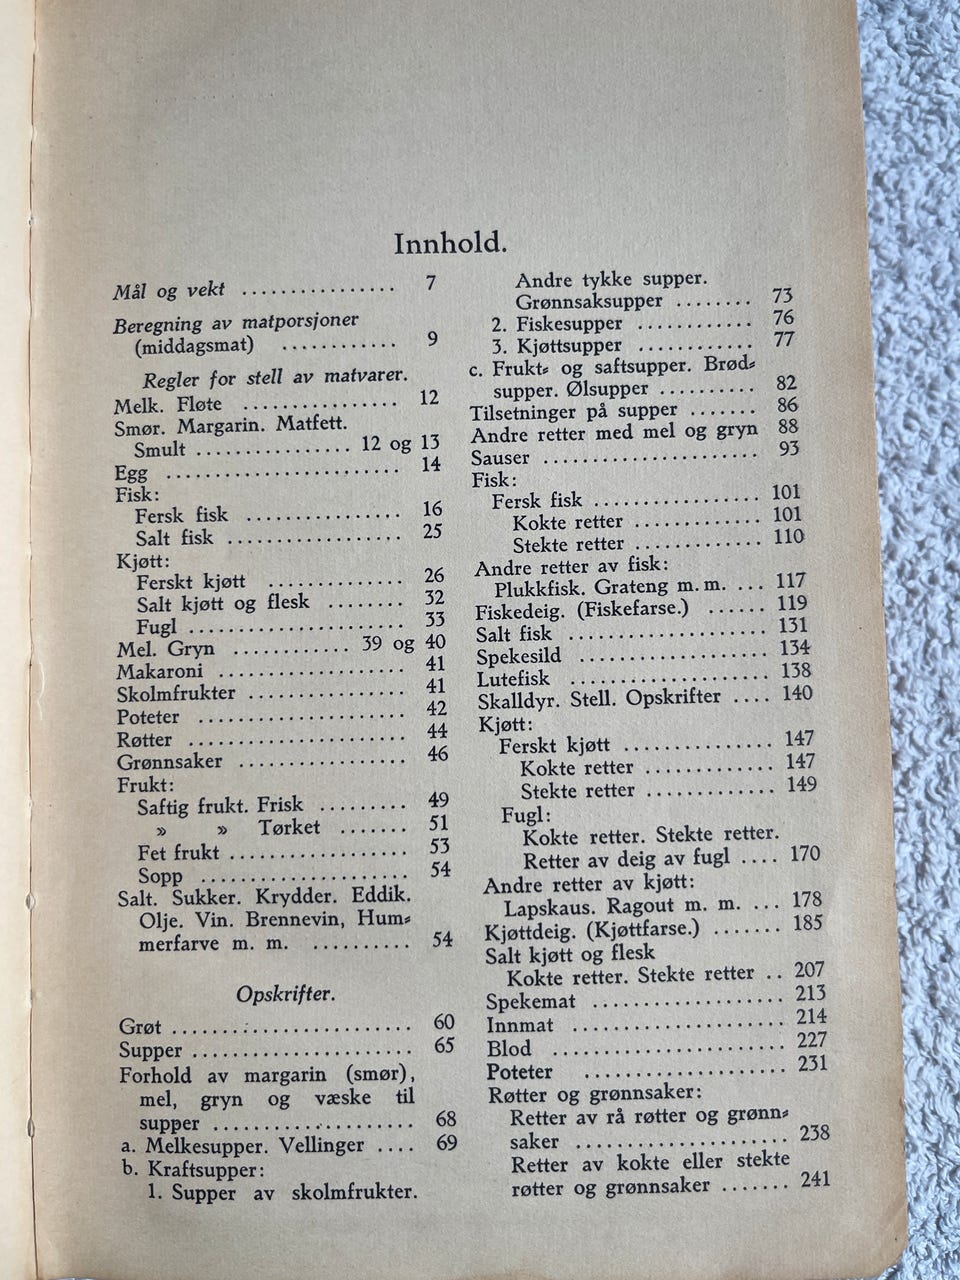 Innhold.
Mål og vekt ................ 7
Beregning av matporsjoner
(middagsmat) ............ 9
Regler for stell av matvarer.
Melk. Fløte ................ 12
Smør. Margarin. Matfett.
Smult ................ 12 og 13
Egg ........................ 14
Fisk:
Fersk fisk ................ 16
Salt fisk .................. 25
Kjøtt:
Ferskt kjøtt .............. 26
Salt kjøtt og flesk ........ 32
Fugl ...................... 33
Mel. Gryn ............ 39 og 40
Makaroni ................... 41
Skolmfrukter ................ 41
Poteter ..................... 42
Røtter ...................... 44
Grønnsaker ................. 46
Frukt:
Saftig frukt. Frisk ......... 49
» » Tørket ....... 51
Fet frukt .................. 53
Sopp ..................... 54
Salt. Sukker. Krydder. Eddik.
Olje. Vin. Brennevin, Hum⸗
merfarve m. m. .......... 54
Opskrifter.
Grøt ......................... 60
Supper ....................... 65
Forhold av margarin (smør),
mel, gryn og væske til
supper ..................... 68
a. Melkesupper. Vellinger .... 69
b. Kraftsupper:
1. Supper av skolmfrukter.
Andre tykke supper.
Grønnsaksupper ........ 73
2. Fiskesupper ............ 76
3. Kjøttsupper ............ 77
c. Frukt⸗ og saftsupper. Brød⸗
supper. Ølsupper .......... 82
Tilsetninger på supper ....... 86
Andre retter med mel og gryn 88
Sauser ...................... 93
Fisk:
Fersk fisk .................. 101
Kokte retter ............. 101
Stekte retter ............. 110
Andre retter av fisk:
Plukkfisk. Grateng m. m. ... 117
Fiskedeig. (Fiskefarse.) ...... 119
Salt fisk .................... 131
Spekesild ................... 134
Lutefisk .................... 138
Skalldyr. Stell. Opskrifter .... 140
Kjøtt:
Ferskt kjøtt ............... 147
Kokte retter ............. 147
Stekte retter ............. 149
Fugl:
Kokte retter. Stekte retter.
Retter av deig av fugl .... 170
Andre retter av kjøtt:
Lapskaus. Ragout m. m. ... 178
Kjøttdeig. (Kjøttfarse.) ....... 185
Salt kjøtt og flesk
Kokte retter. Stekte retter .. 207
Spekemat ................... 213
Innmat ..................... 214
Blod ....................... 227
Poteter .................... 231
Røtter og grønnsaker:
Retter av rå røtter og grønn⸗
saker ..................... 238
Retter av kokte eller stekte
røtter og grønnsaker ....... 241